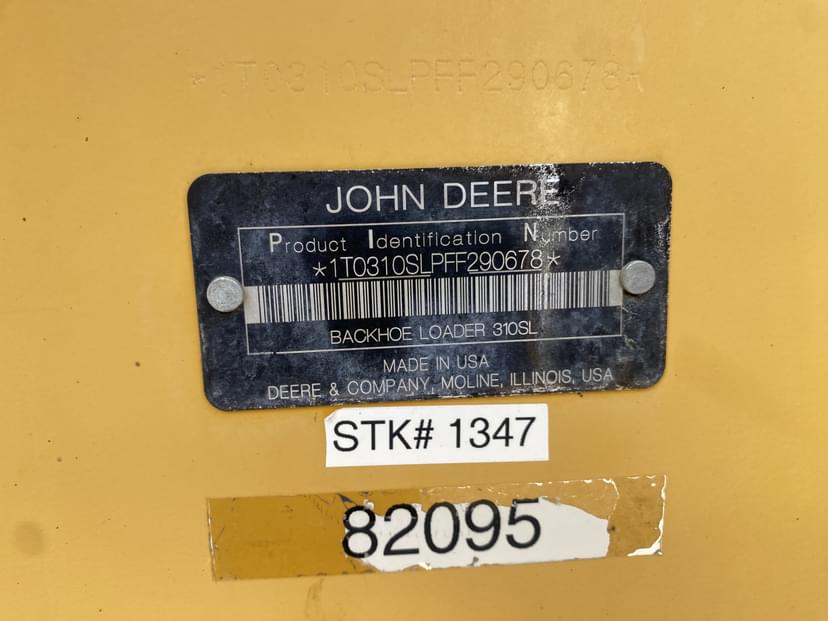 *1T0310SLPFF290678*
JOHN DEERE
Product Identification Number
*1T0310SLPFF290678*
BACKHOE LOADER 310SL
MADE IN USA
DEERE & COMPANY, MOLINE, ILLINOIS, USA
STK# 1347
82095